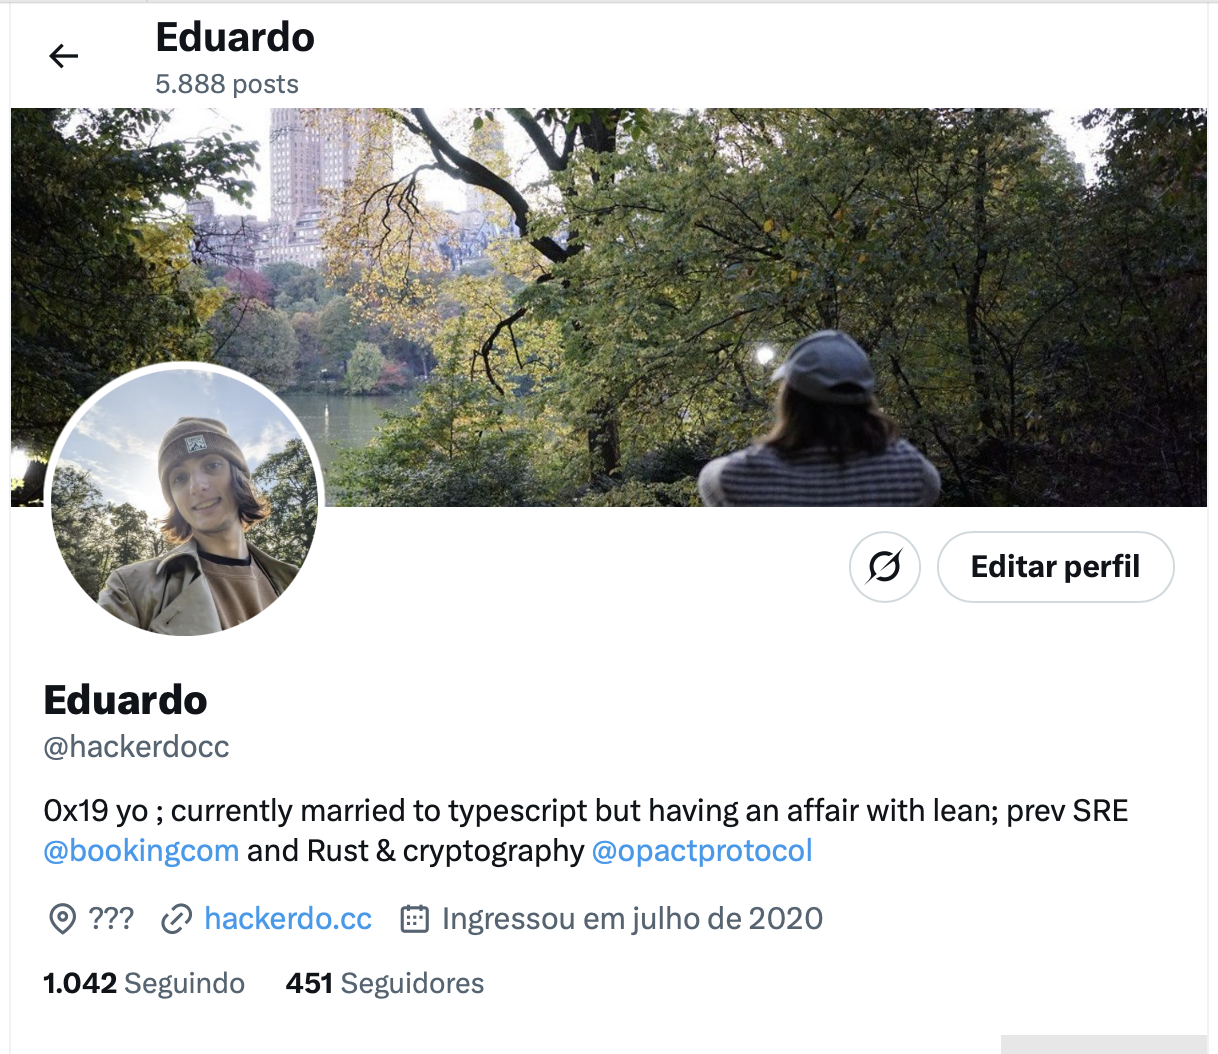 Eduardo
5.888 posts
Editar perfil
Eduardo
@hackerdocc
0x19 yo ; currently married to typescript but having an affair with lean; prev SRE
@bookingcom and Rust & cryptography @opactprotocol
??? hackerdo.cc Ingressou em julho de 2020
1.042 Seguindo 451 Seguidores